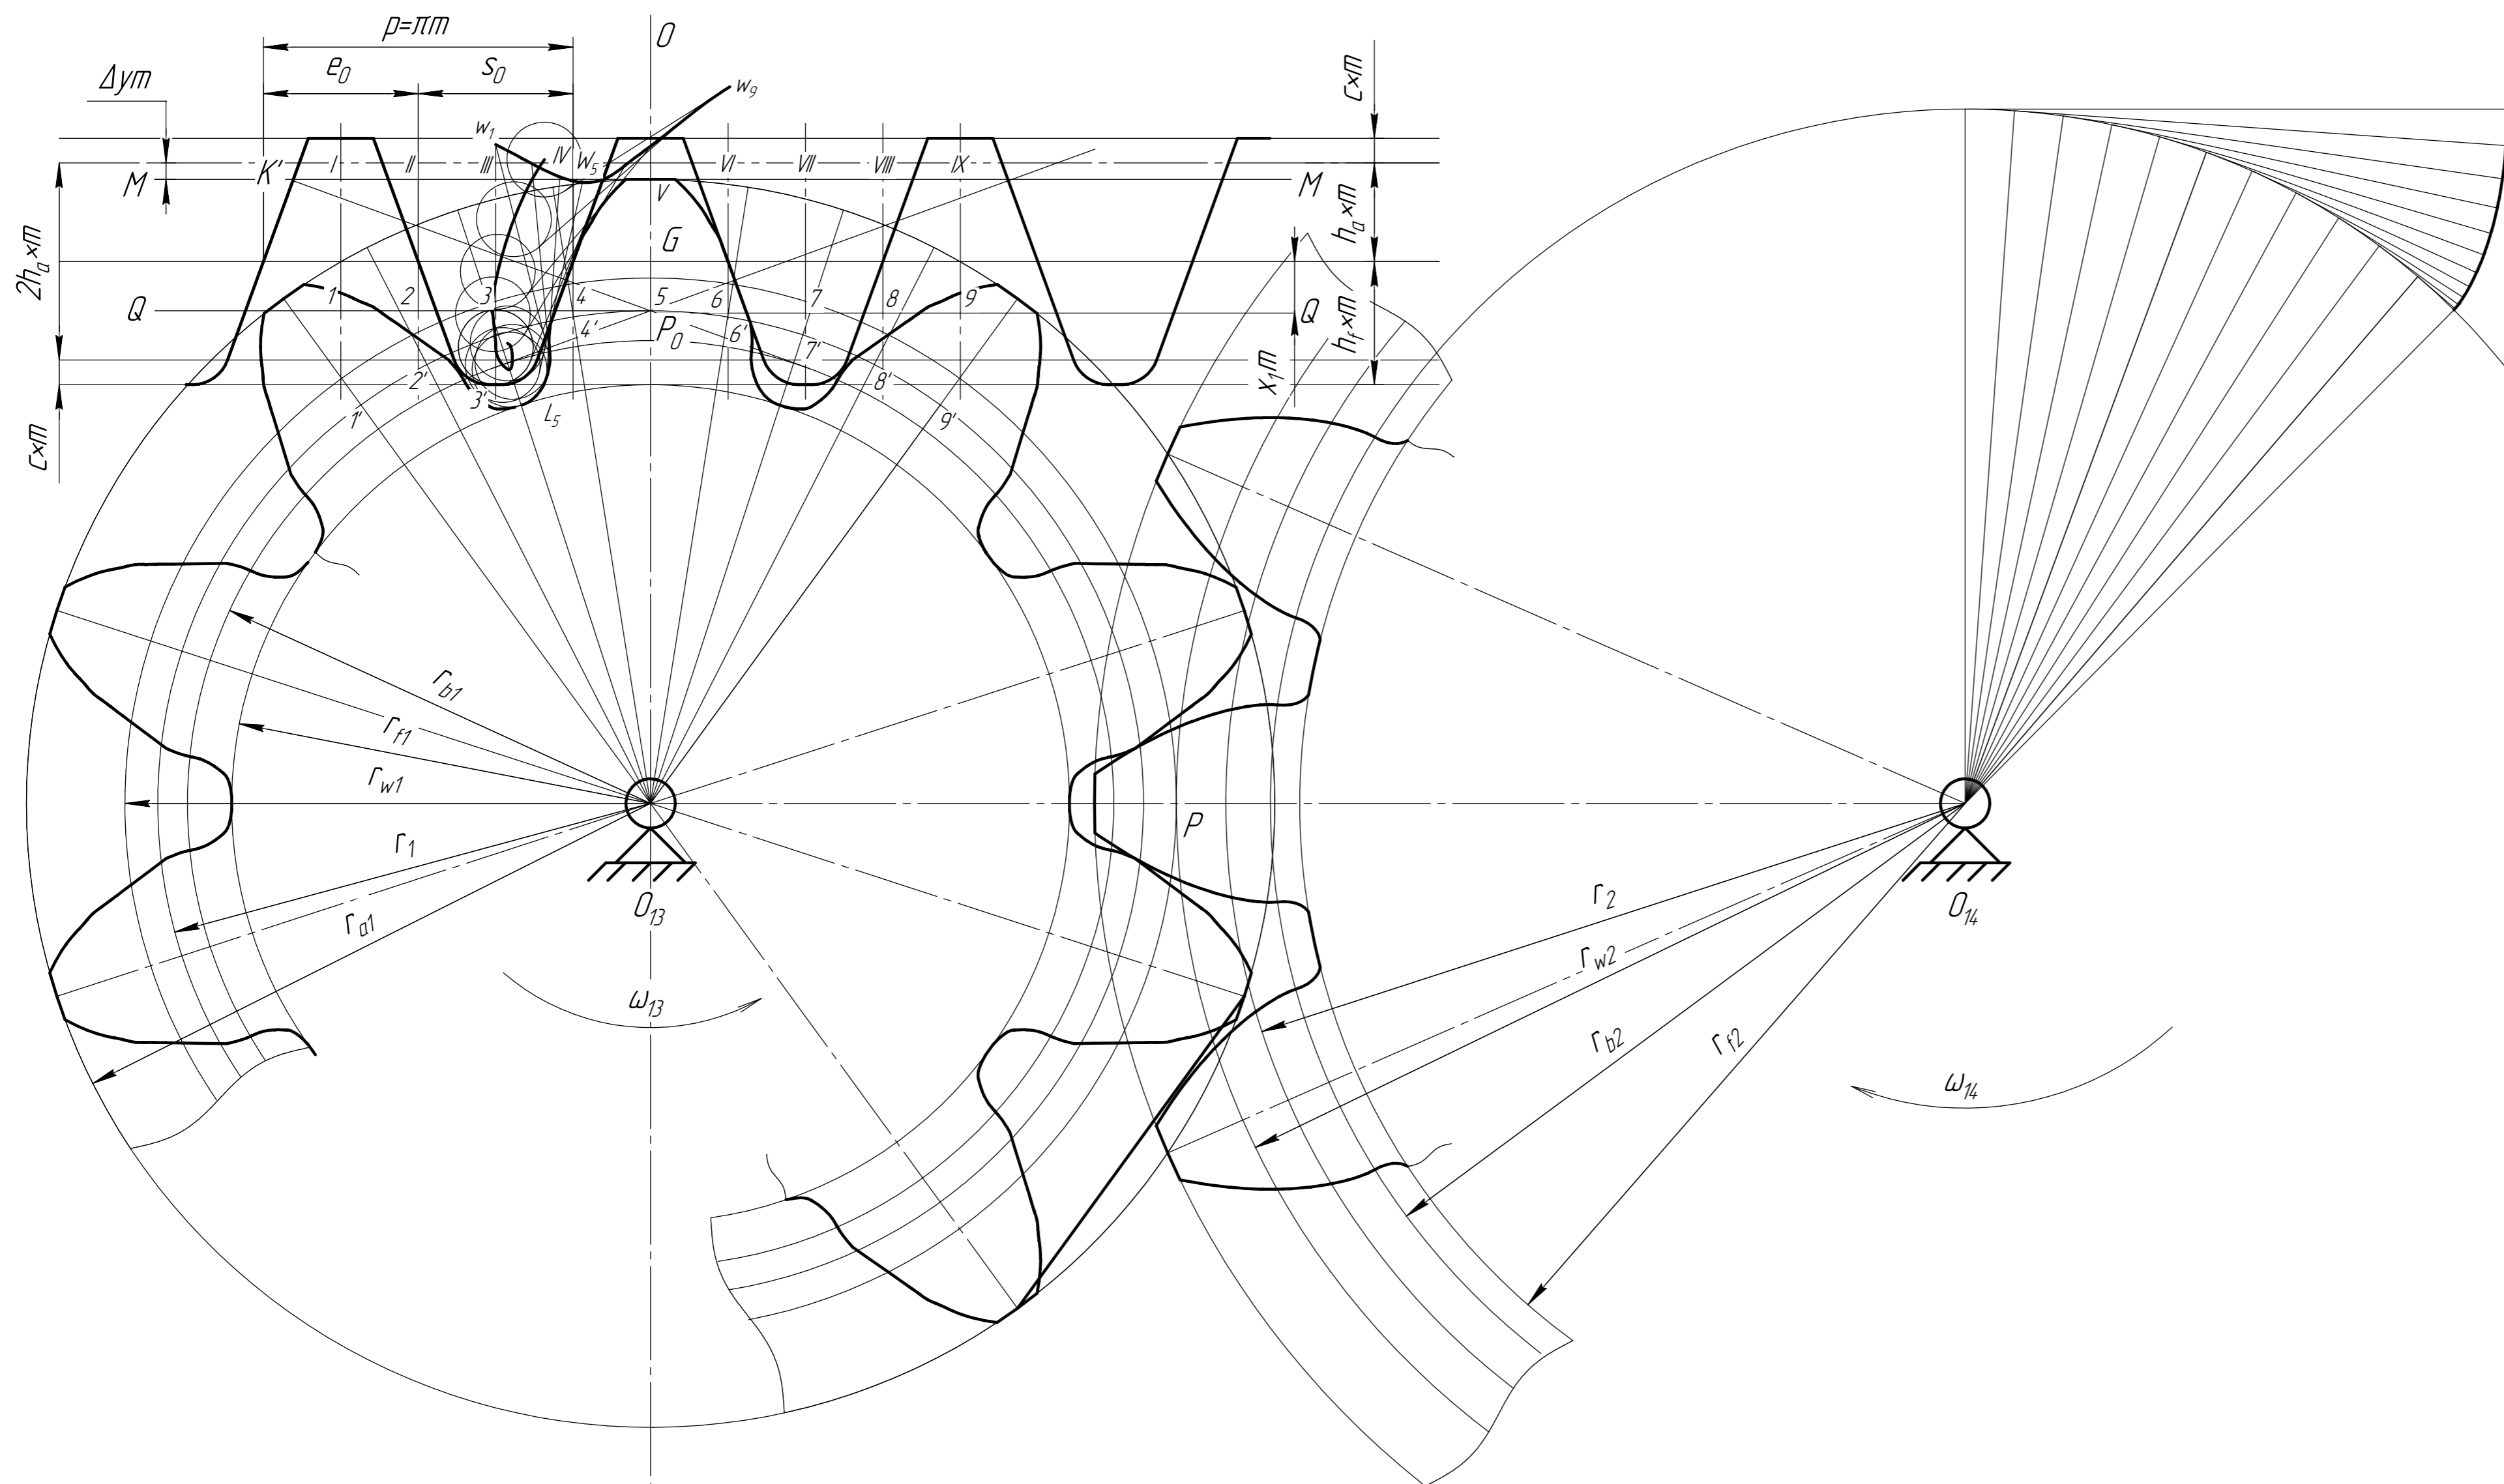 p=πm
O
e₀
s₀
c×m
Δym
w₉
w₁
K'
I
II
III
IV
W₅
V
VI
VII
VIII
IX
M
M
hₐ×m
2hₐ×m
G
Q
1
2
3
4
5
6
7
8
9
Q
P₀
4'
6'
7'
h_f×m
x₁m
2'
8'
3'
1'
L₅
9'
c×m
r_b1
r_f1
r_w1
P
r₁
r_a1
O₁₃
r₂
O₁₄
r_w2
ω₁₃
r_b2
r_f2
ω₁₄